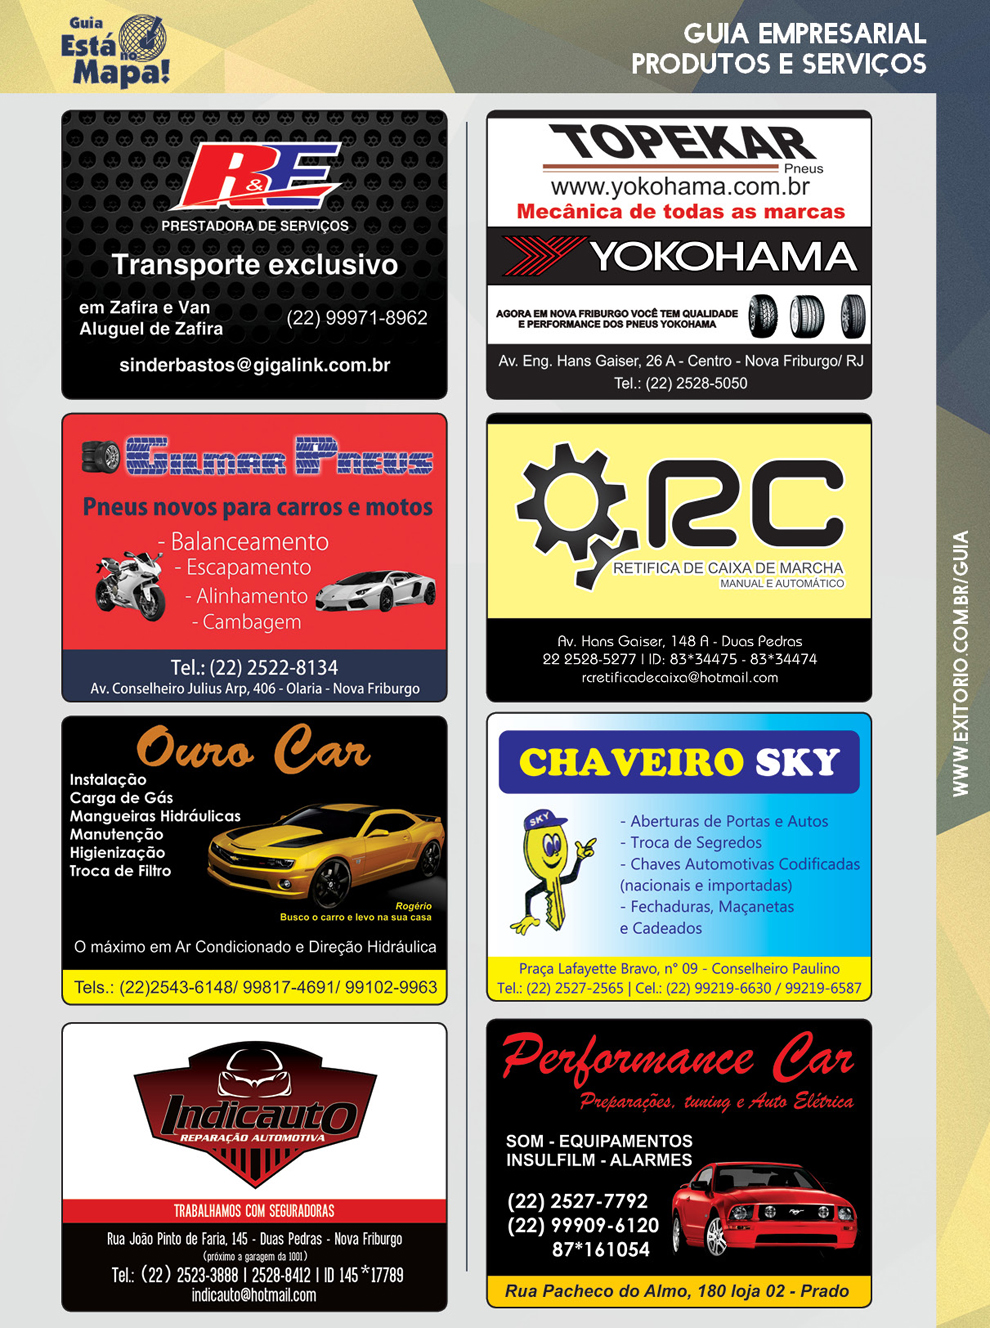 Guia
Está
no
Mapa!
GUIA EMPRESARIAL
PRODUTOS E SERVIÇOS
R&E
PRESTADORA DE SERVIÇOS
Transporte exclusivo
em Zafira e Van
Aluguel de Zafira
(22) 99971-8962
sinderbastos@gigalink.com.br
TOPEKAR
Pneus
www.yokohama.com.br
Mecânica de todas as marcas
YOKOHAMA
AGORA EM NOVA FRIBURGO VOCÊ TEM QUALIDADE
E PERFORMANCE DOS PNEUS YOKOHAMA
Av. Eng. Hans Gaiser, 26 A - Centro - Nova Friburgo/ RJ
Tel.: (22) 2528-5050
Gilmar Pneus
Pneus novos para carros e motos
- Balanceamento
- Escapamento
- Alinhamento
- Cambagem
Tel.: (22) 2522-8134
Av. Conselheiro Julius Arp, 406 - Olaria - Nova Friburgo
RC
RETIFICA DE CAIXA DE MARCHA
MANUAL E AUTOMÁTICO
Av. Hans Gaiser, 148 A - Duas Pedras
22 2528-5277 | ID: 83*34475 - 83*34474
rcretificadecaixa@hotmail.com
Ouro Car
Instalação
Carga de Gás
Mangueiras Hidráulicas
Manutenção
Higienização
Troca de Filtro
Rogério
Busco o carro e levo na sua casa
O máximo em Ar Condicionado e Direção Hidráulica
Tels.: (22)2543-6148/ 99817-4691/ 99102-9963
CHAVEIRO SKY
SKY
- Aberturas de Portas e Autos
- Troca de Segredos
- Chaves Automotivas Codificadas
(nacionais e importadas)
- Fechaduras, Maçanetas
e Cadeados
Praça Lafayette Bravo, n° 09 - Conselheiro Paulino
Tel.: (22) 2527-2565 | Cel.: (22) 99219-6630 / 99219-6587
Indicauto
REPARAÇÃO AUTOMOTIVA
TRABALHAMOS COM SEGURADORAS
Rua João Pinto de Faria, 145 - Duas Pedras - Nova Friburgo
(próximo a garagem da 1001)
Tel.: (22) 2523-3888 | 2528-8412 | ID 145*17789
indicauto@hotmail.com
Performance Car
Preparações, tuning e Auto Elétrica
SOM - EQUIPAMENTOS
INSULFILM - ALARMES
(22) 2527-7792
(22) 99909-6120
87*161054
Rua Pacheco do Almo, 180 loja 02 - Prado
WWW.EXITORIO.COM.BR/GUIA